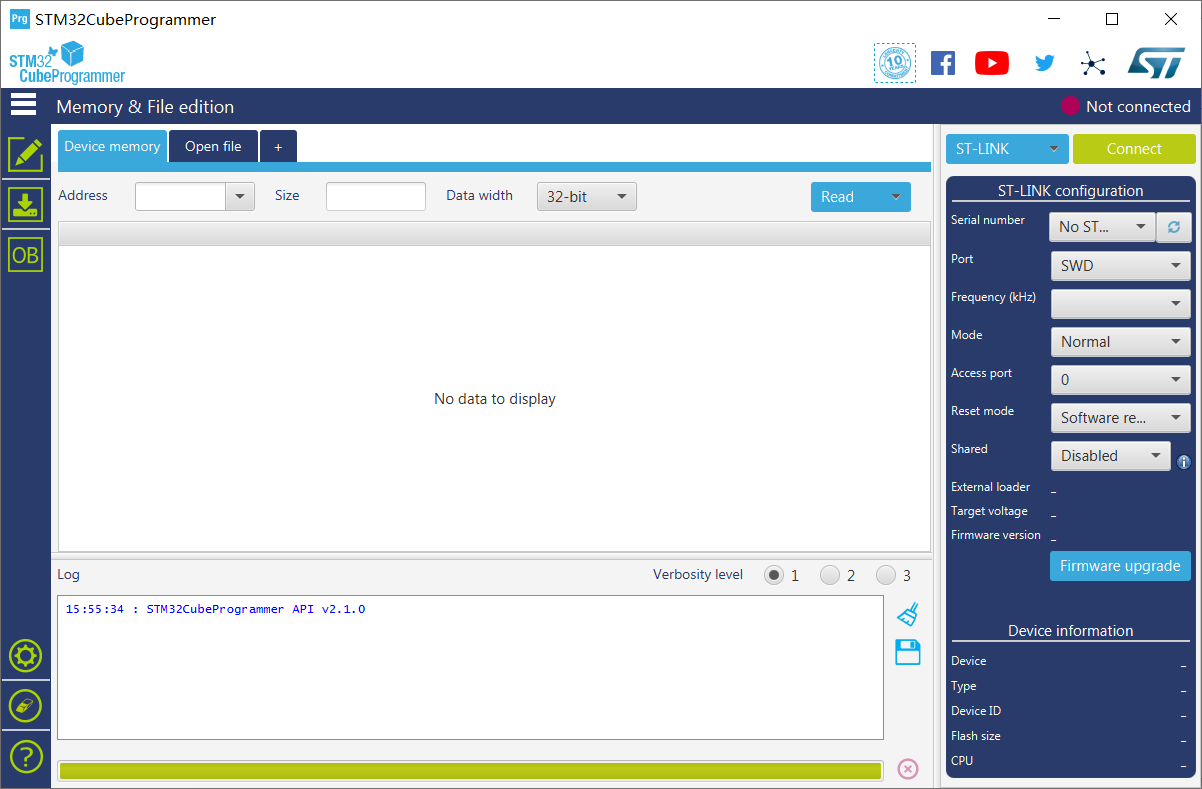 Prg STM32CubeProgrammer
STM32
CubeProgrammer
10
ST
Memory & File edition
Not connected
Device memory
Open file
+
ST-LINK
Connect
Address
Size
Data width
32-bit
Read
OB
No data to display
ST-LINK configuration
Serial number
No ST...
Port
SWD
Frequency (kHz)
Mode
Normal
Access port
0
Reset mode
Software re...
Shared
Disabled
i
External loader
-
Target voltage
-
Firmware version
-
Firmware upgrade
Log
Verbosity level
1
2
3
15:55:34 : STM32CubeProgrammer API v2.1.0
Device information
Device
-
Type
-
Device ID
-
Flash size
-
CPU
-
?